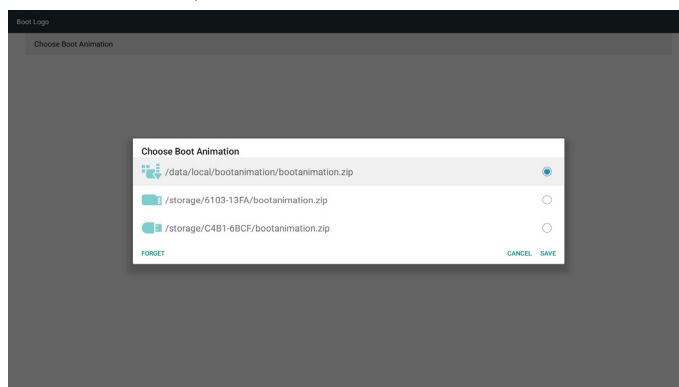 Boot Logo
Choose Boot Animation
Choose Boot Animation
/data/local/bootanimation/bootanimation.zip
/storage/6103-13FA/bootanimation.zip
/storage/C4B1-6BCF/bootanimation.zip
FORGET CANCEL SAVE